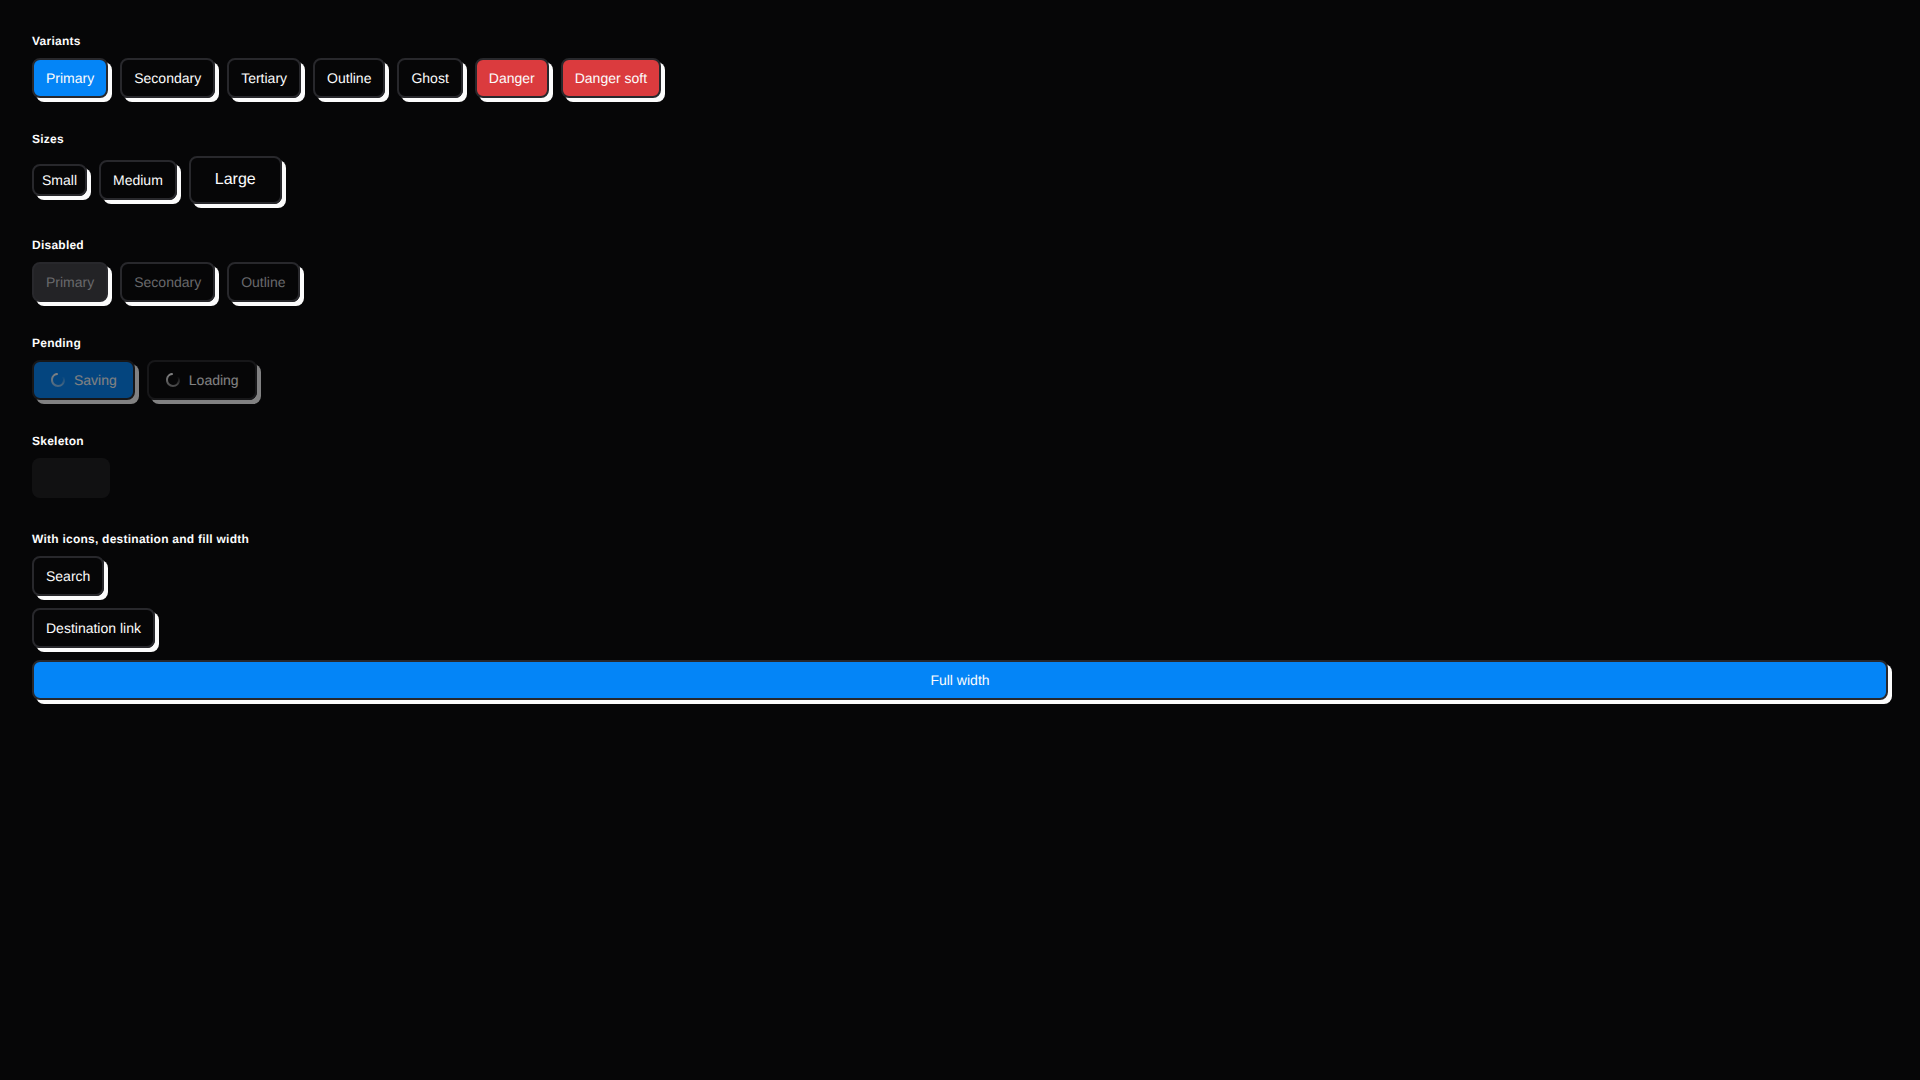 Variants
Primary Secondary Tertiary Outline Ghost Danger Danger soft
Sizes
Small Medium Large
Disabled
Primary Secondary Outline
Pending
Saving Loading
Skeleton
With icons, destination and fill width
Search
Destination link
Full width